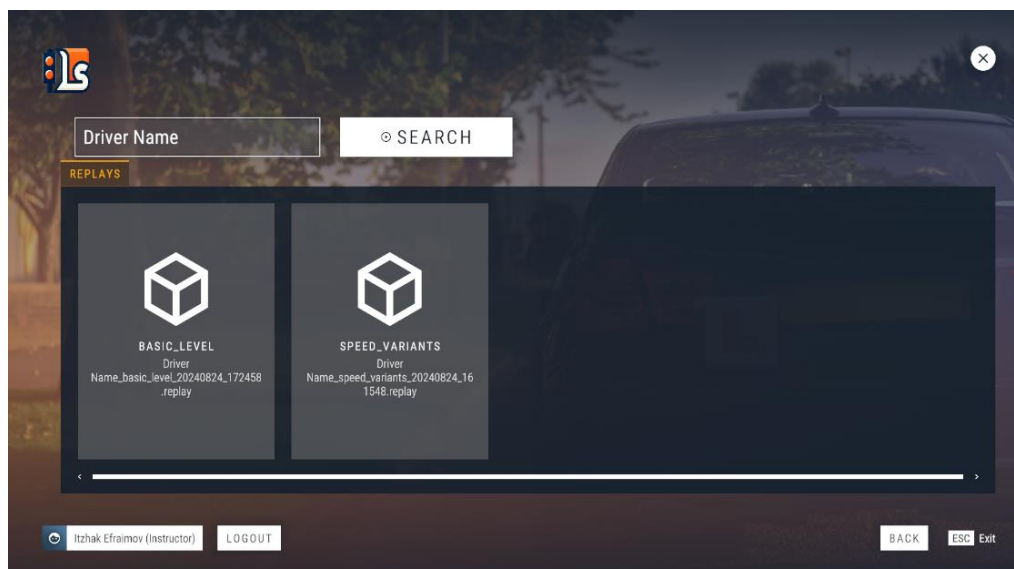 LS
Driver Name
SEARCH
REPLAYS
BASIC_LEVEL
Driver
Name_basic_level_20240824_172458
.replay
SPEED_VARIANTS
Driver
Name_speed_variants_20240824_16
1548.replay
Itzhak Efraimov (Instructor)
LOGOUT
BACK
ESC Exit